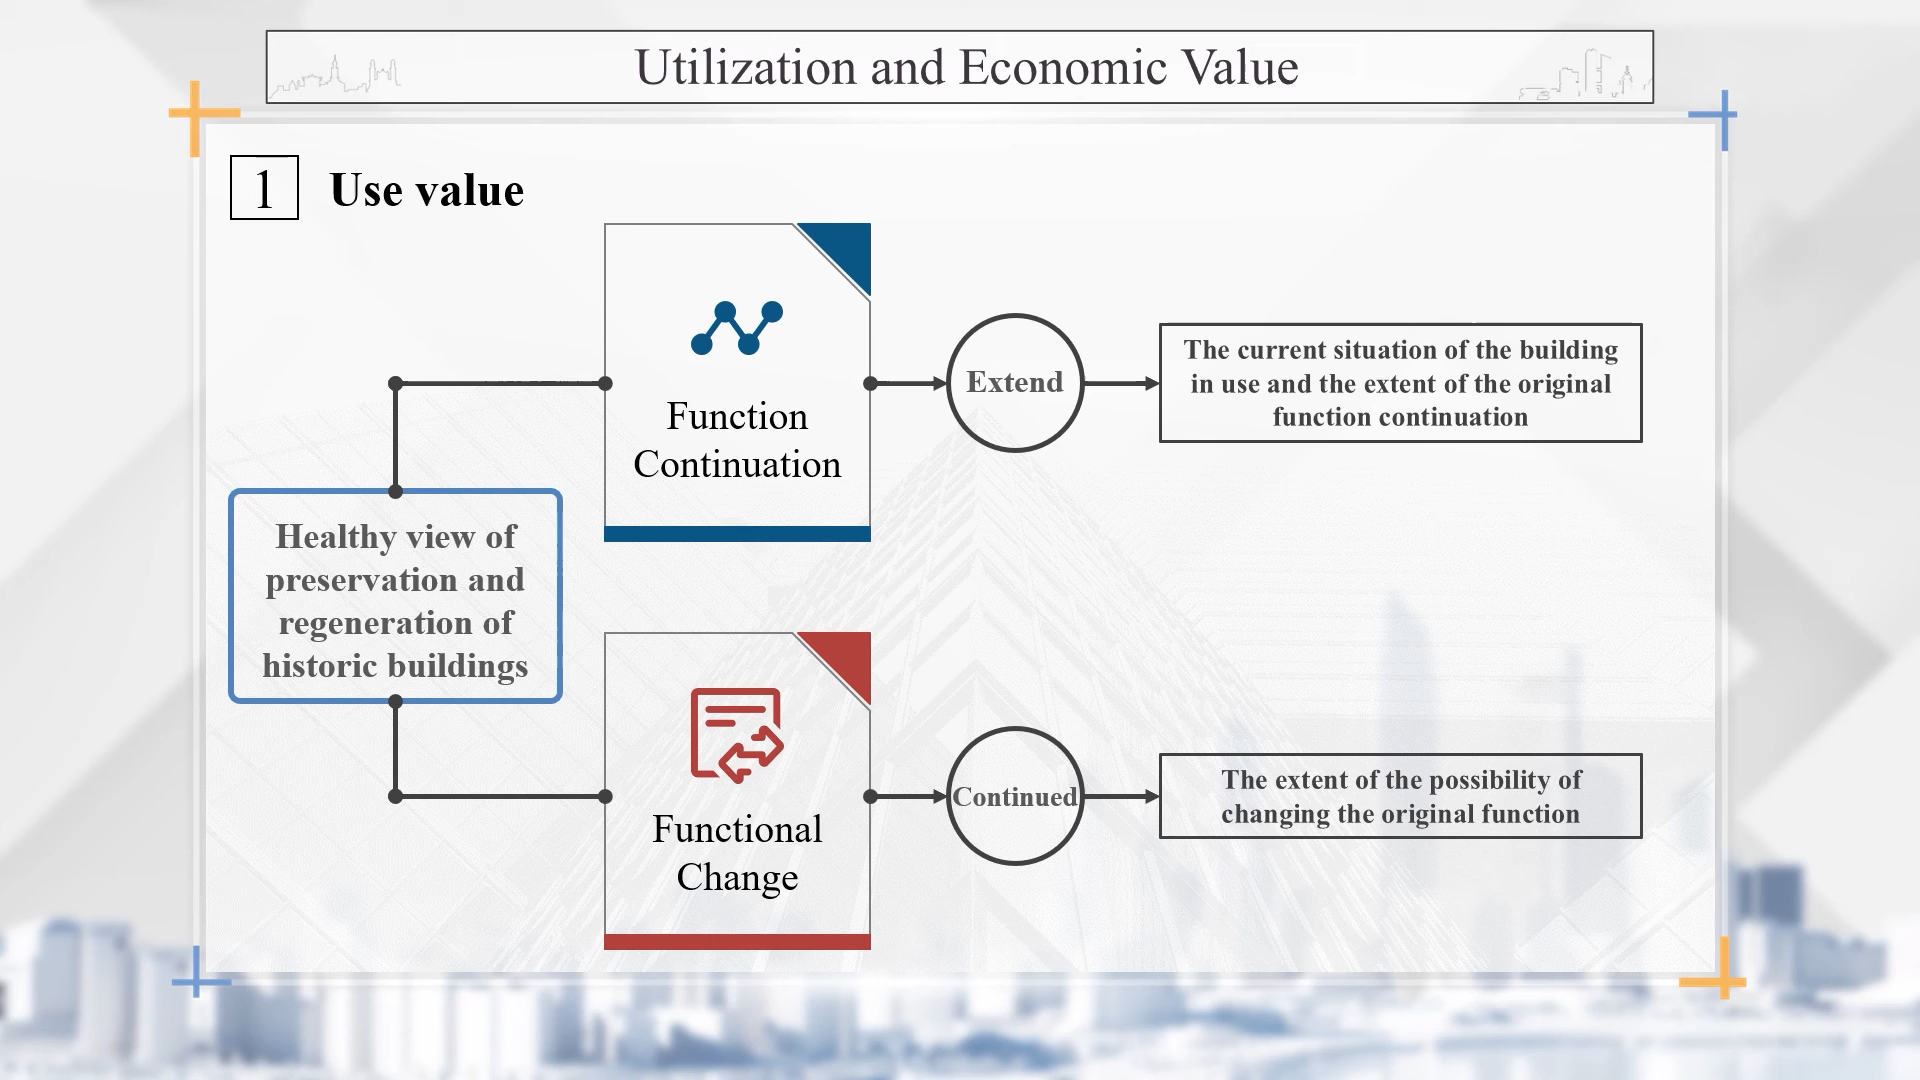 Utilization and Economic Value
1 Use value
Function
Continuation
Extend
The current situation of the building
in use and the extent of the original
function continuation
Healthy view of
preservation and
regeneration of
historic buildings
Functional
Change
Continued
The extent of the possibility of
changing the original function